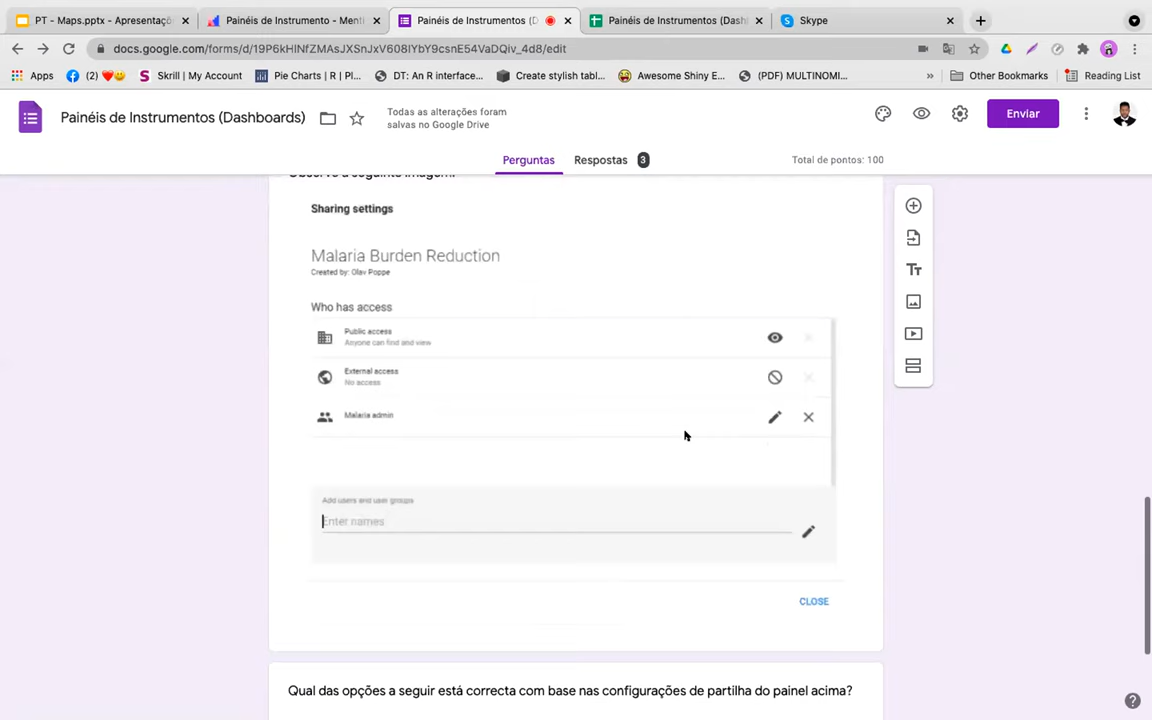 PT - Maps.pptx - Apresentaçõ
Painéis de Instrumento - Menti
Painéis de Instrumentos (D
Painéis de Instrumentos (Dash
Skype
docs.google.com/forms/d/19P6kHINfZMAsJXSnJxV608IYbY9csnE54VaDQiv_4d8/edit
Apps
(2)
Skrill | My Account
Pie Charts | R | Pl...
DT: An R interface...
Create stylish tabl...
Awesome Shiny E...
(PDF) MULTINOMI...
»
Other Bookmarks
Reading List
Painéis de Instrumentos (Dashboards)
Todas as alterações foram
salvas no Google Drive
Enviar
Perguntas
Respostas 3
Total de pontos: 100
Observe a seguinte imagem:
Sharing settings
Malaria Burden Reduction
Created by: Olav Poppe
Who has access
Public access
Anyone can find and view
External access
No access
Malaria admin
Add users and user groups
Enter names
CLOSE
Qual das opções a seguir está correcta com base nas configurações de partilha do painel acima?